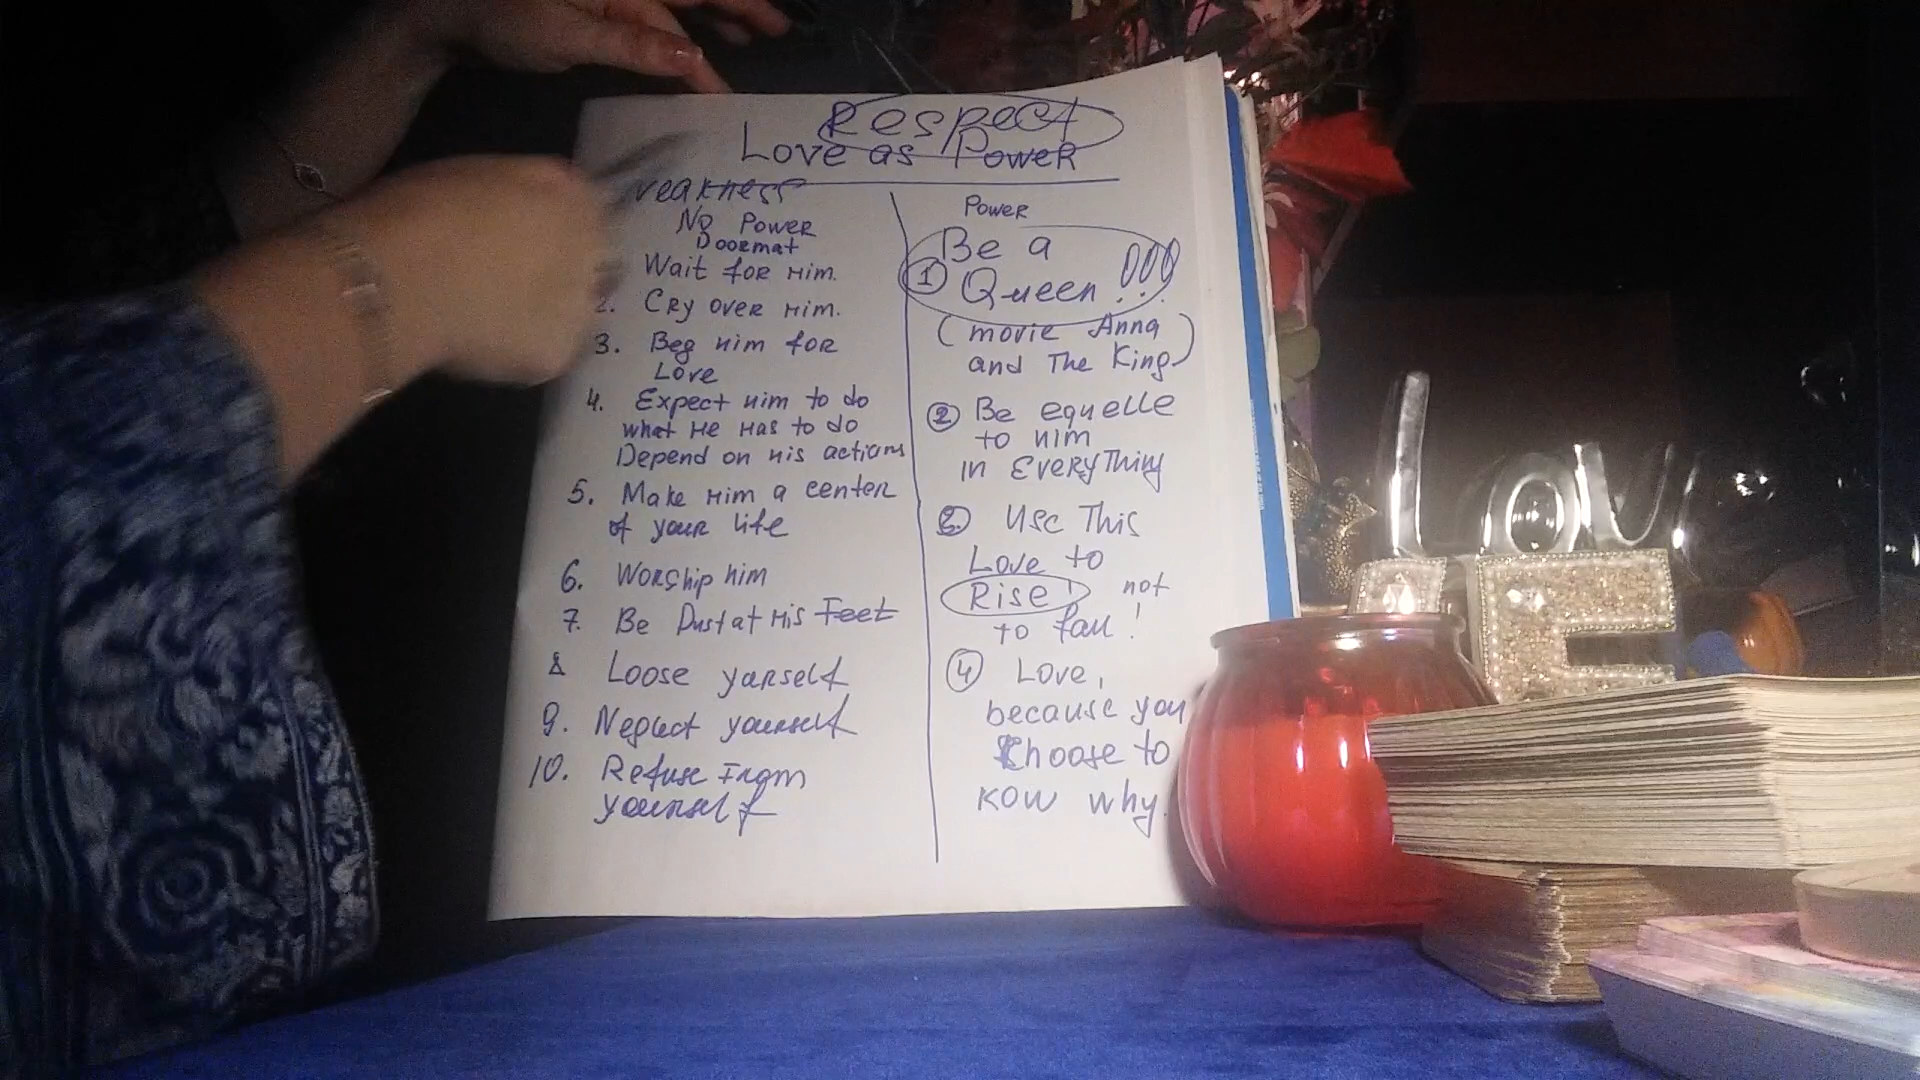 Respect
Love as Power
weakness
No Power
Doormat
Wait for Him.
2. Cry over Him.
3. Beg him for
Love
4. Expect him to do
what He Has to do
Depend on his actions
5. Make Him a center
of your life
6. Worship him
7. Be Dust at His Feet
8 Loose yourself
9. Neglect yourself
10. Refuse From
yourself
Power
Be a
1 Queen!!!
(movie Anna
and The King)
2 Be equelle
to him
in EveryThing
3. Use This
Love to
Rise! not
to fall!
4 Love,
because you
Choose to
Kow why.
LOV
E